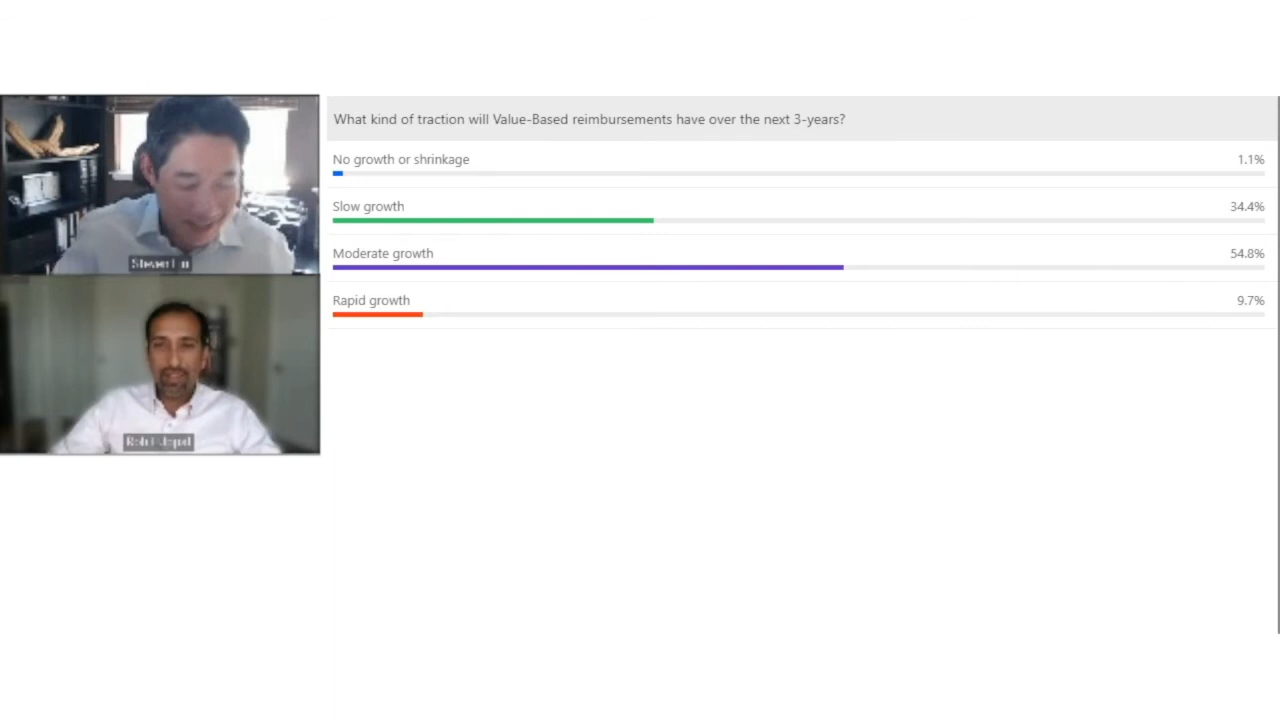 What kind of traction will Value-Based reimbursements have over the next 3-years?
No growth or shrinkage 1.1%
Slow growth 34.4%
Moderate growth 54.8%
Rapid growth 9.7%
Steven